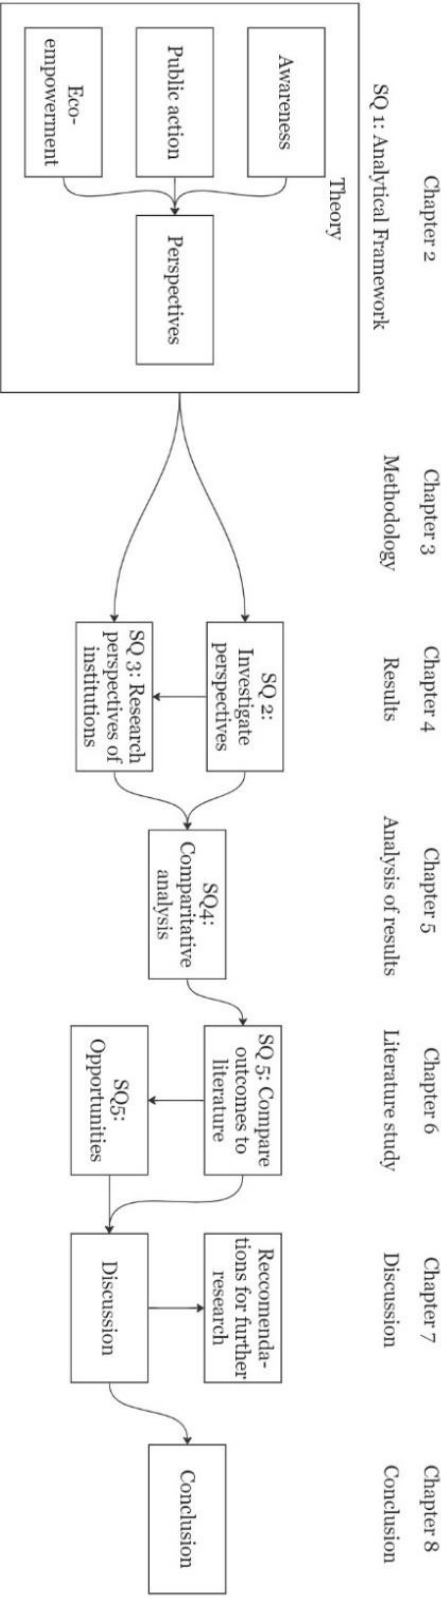 Chapter 2
SQ 1: Analytical Framework
Theory
Awareness
Public action
Eco-
empowerment
Perspectives
Chapter 3
Methodology
Chapter 4
Results
SQ 2:
Investigate
perspectives
SQ 3: Research
perspectives of
institutions
Chapter 5
Analysis of results
SQ4:
Comparitative
analysis
Chapter 6
Literature study
SQ 5: Compare
outcomes to
literature
SQ5:
Opportunities
Chapter 7
Discussion
Reccomenda-
tions for further
research
Discussion
Chapter 8
Conclusion
Conclusion